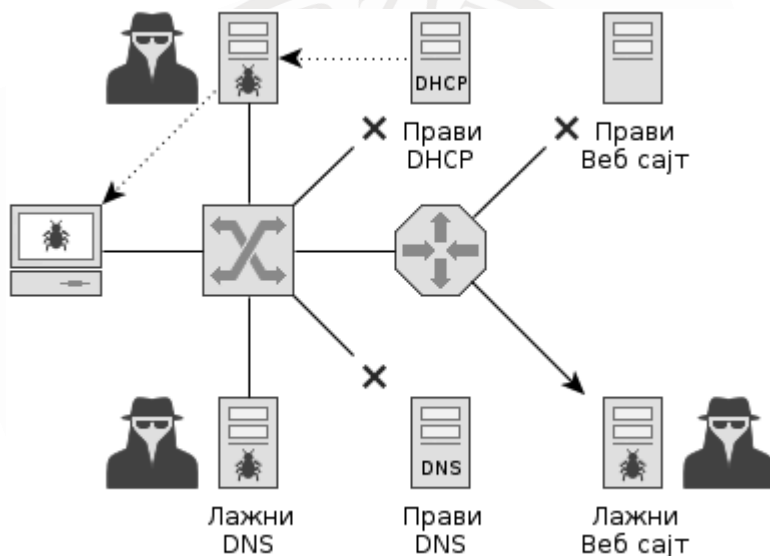 DHCP
Прави
DHCP
Прави
Веб сајт
DNS
Лажни
DNS
Прави
DNS
Лажни
Веб сајт